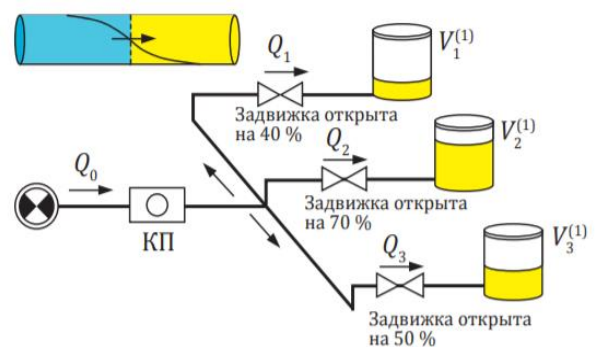 Q₁
V₁⁽¹⁾
Задвижка открыта
на 40 %
Q₂
V₂⁽¹⁾
Q₀
Задвижка открыта
на 70 %
КП
Q₃
V₃⁽¹⁾
Задвижка открыта
на 50 %